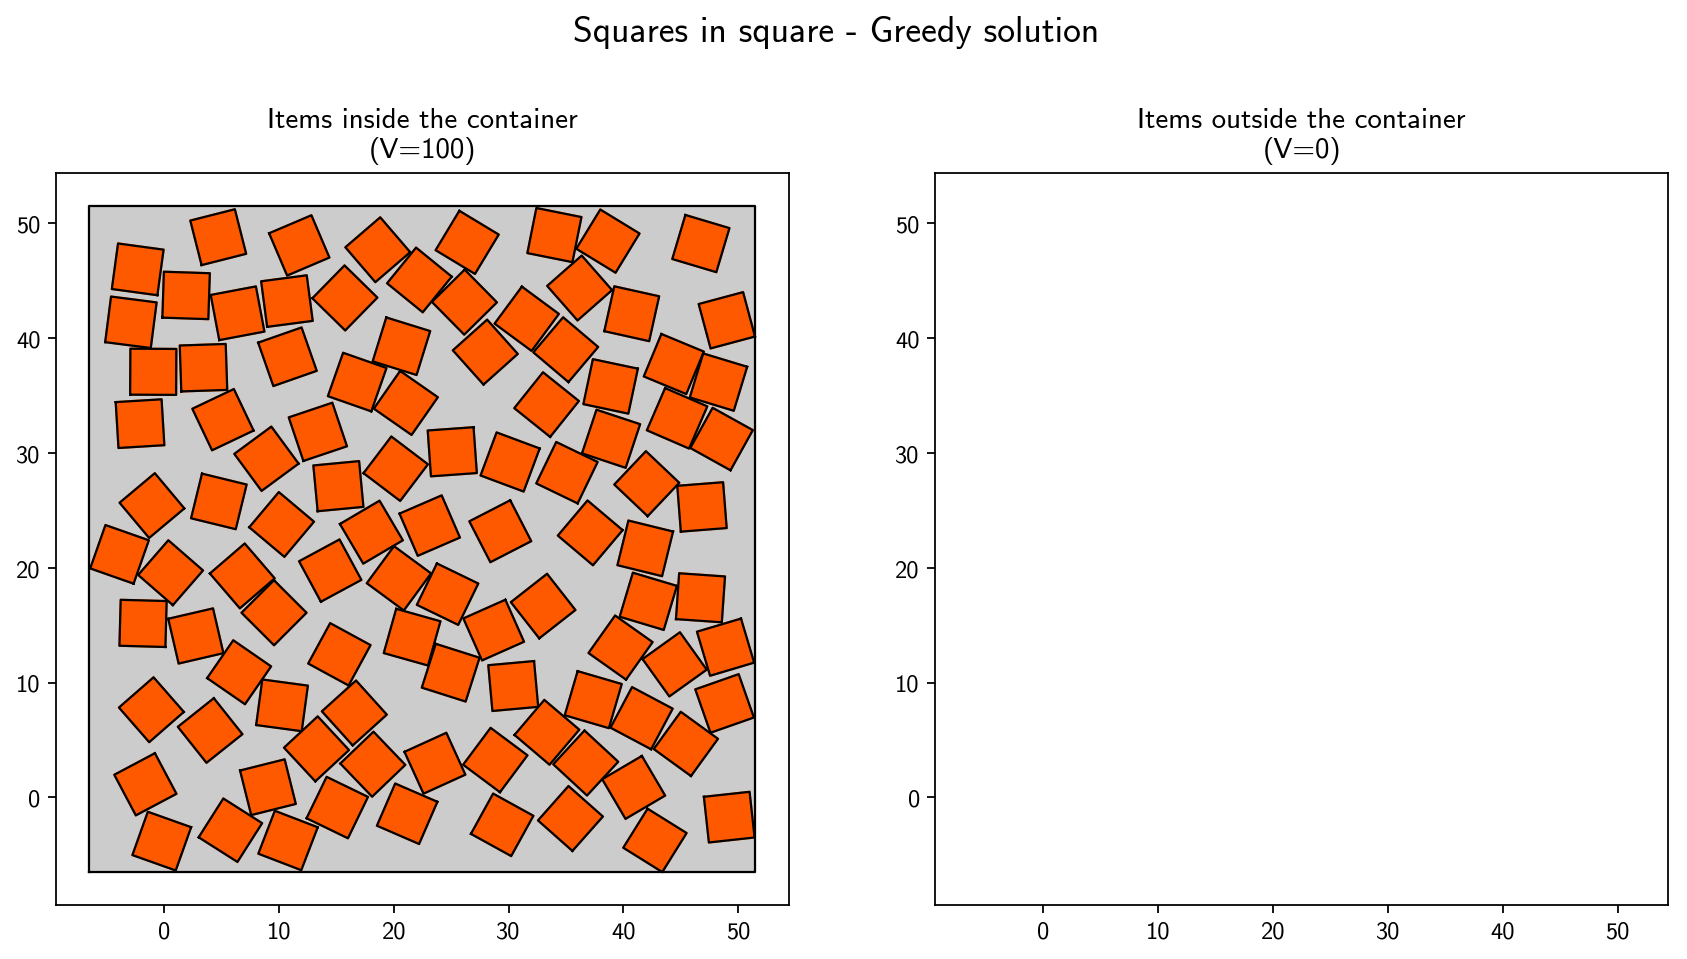 Squares in square - Greedy solution
Items inside the container
(V=100)
50
40
30
20
10
0
0 10 20 30 40 50
Items outside the container
(V=0)
50
40
30
20
10
0
0 10 20 30 40 50